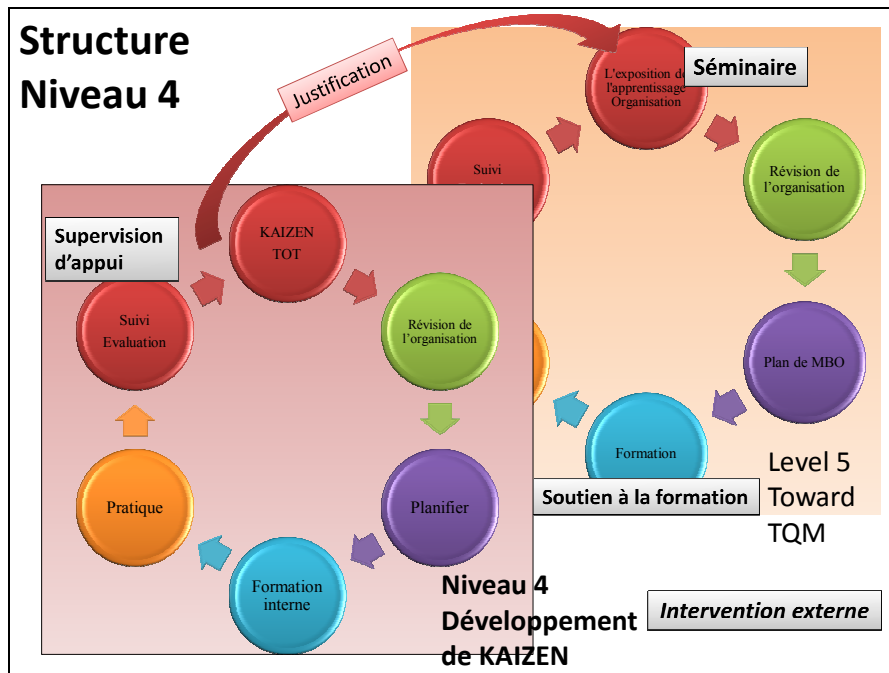 Structure
Niveau 4
Justification
L'exposition de
l'apprentissage
Organisation
Séminaire
Suivi
Révision de
l'organisation
Plan de MBO
Formation
Soutien à la formation
Level 5
Toward
TQM
Supervision
d'appui
KAIZEN
TOT
Révision de
l'organisation
Planifier
Formation
interne
Pratique
Suivi
Evaluation
Niveau 4
Développement
de KAIZEN
Intervention externe